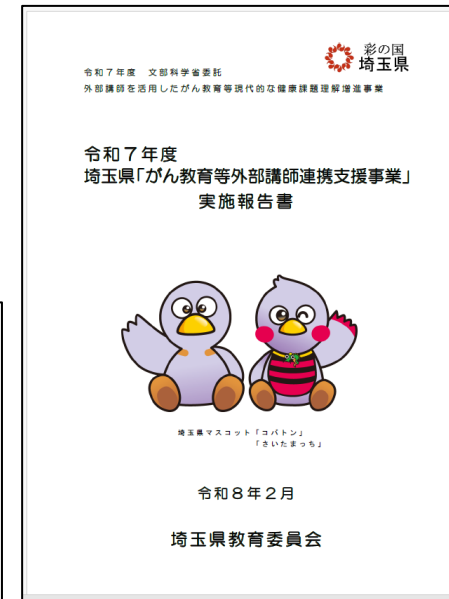 彩の国
埼玉県
令和７年度　文部科学省委託
外部講師を活用したがん教育等現代的な健康課題理解増進事業
令和７年度
埼玉県「がん教育等外部講師連携支援事業」
実施報告書
埼玉県マスコット「コバトン」
「さいたまっち」
令和８年２月
埼玉県教育委員会